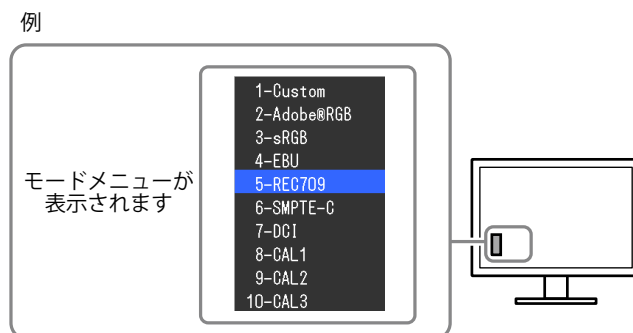 例
モードメニューが
表示されます
1-Custom
2-Adobe®RGB
3-sRGB
4-EBU
5-REC709
6-SMPTE-C
7-DCI
8-CAL1
9-CAL2
10-CAL3